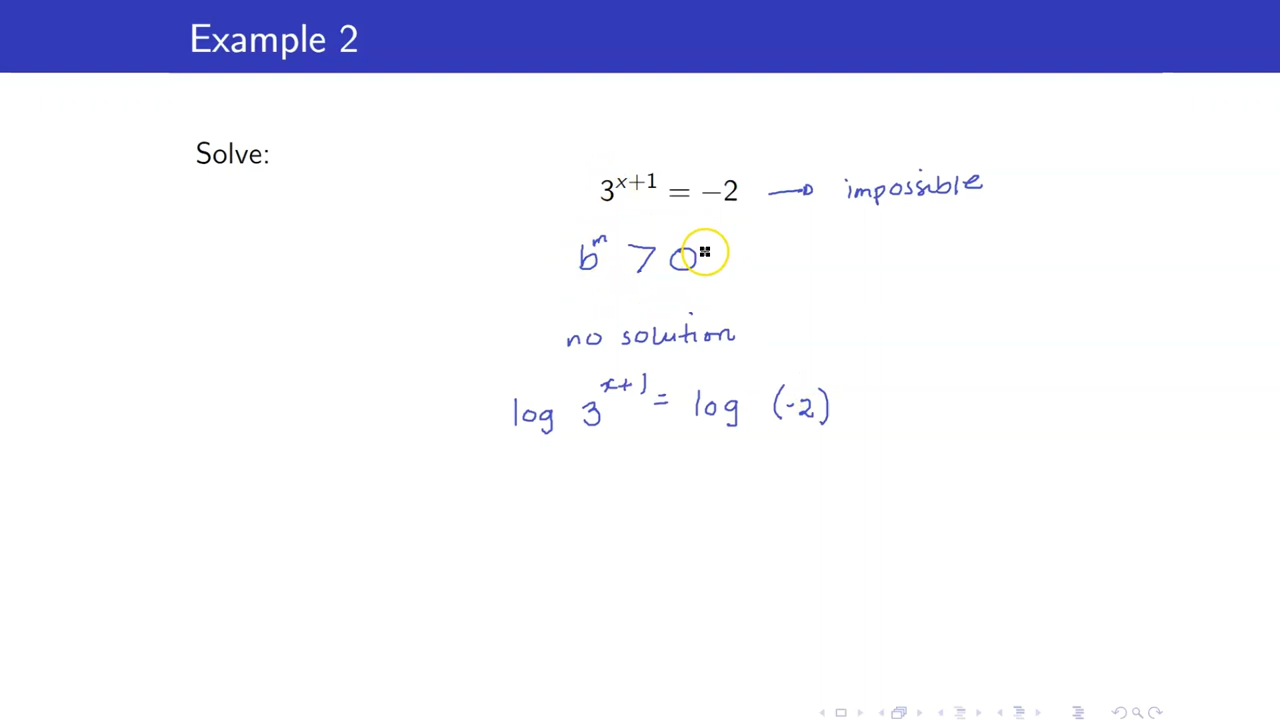 Example 2
Solve:
3^{x+1} = −2 → impossible
b^m > 0
no solution
log 3^{x+1} = log (-2)